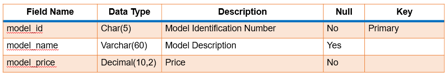 Field Name Data Type Description Null Key
model_id Char(5) Model Identification Number No Primary
model_name Varchar(60) Model Description Yes
model_price Decimal(10,2) Price No